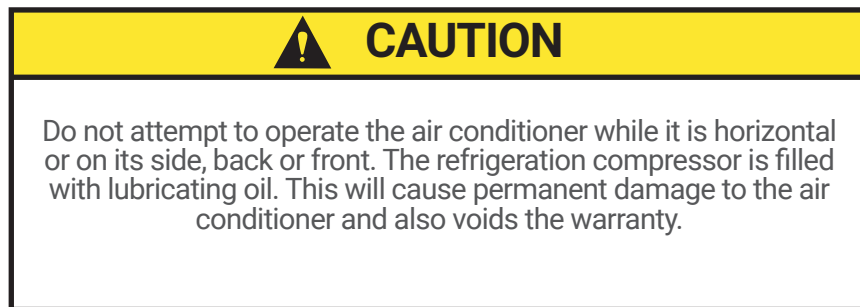 CAUTION
Do not attempt to operate the air conditioner while it is horizontal
or on its side, back or front. The refrigeration compressor is filled
with lubricating oil. This will cause permanent damage to the air
conditioner and also voids the warranty.